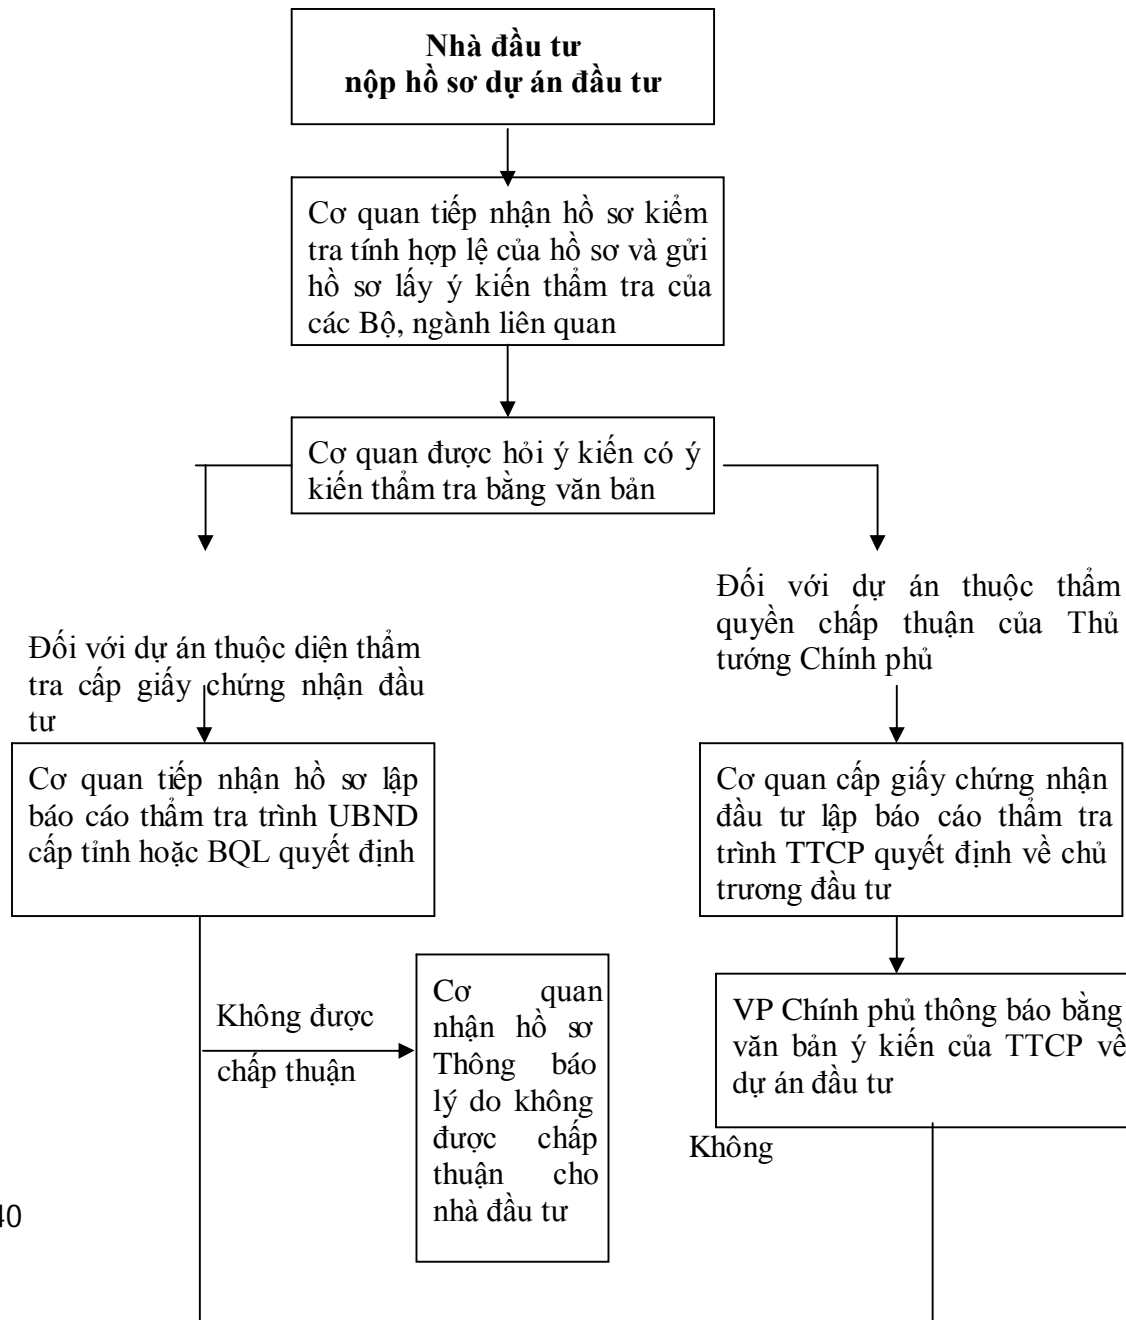 Nhà đầu tư
nộp hồ sơ dự án đầu tư
Cơ quan tiếp nhận hồ sơ kiểm
tra tính hợp lệ của hồ sơ và gửi
hồ sơ lấy ý kiến thẩm tra của
các Bộ, ngành liên quan
Cơ quan được hỏi ý kiến có ý
kiến thẩm tra bằng văn bản
Đối với dự án thuộc diện thẩm
tra cấp giấy chứng nhận đầu
tư
Đối với dự án thuộc thẩm
quyền chấp thuận của Thủ
tướng Chính phủ
Cơ quan tiếp nhận hồ sơ lập
báo cáo thẩm tra trình UBND
cấp tỉnh hoặc BQL quyết định
Cơ quan cấp giấy chứng nhận
đầu tư lập báo cáo thẩm tra
trình TTCP quyết định về chủ
trương đầu tư
Không được
chấp thuận
Cơ quan
nhận hồ sơ
Thông báo
lý do không
được chấp
thuận cho
nhà đầu tư
VP Chính phủ thông báo bằng
văn bản ý kiến của TTCP về
dự án đầu tư
Không
40